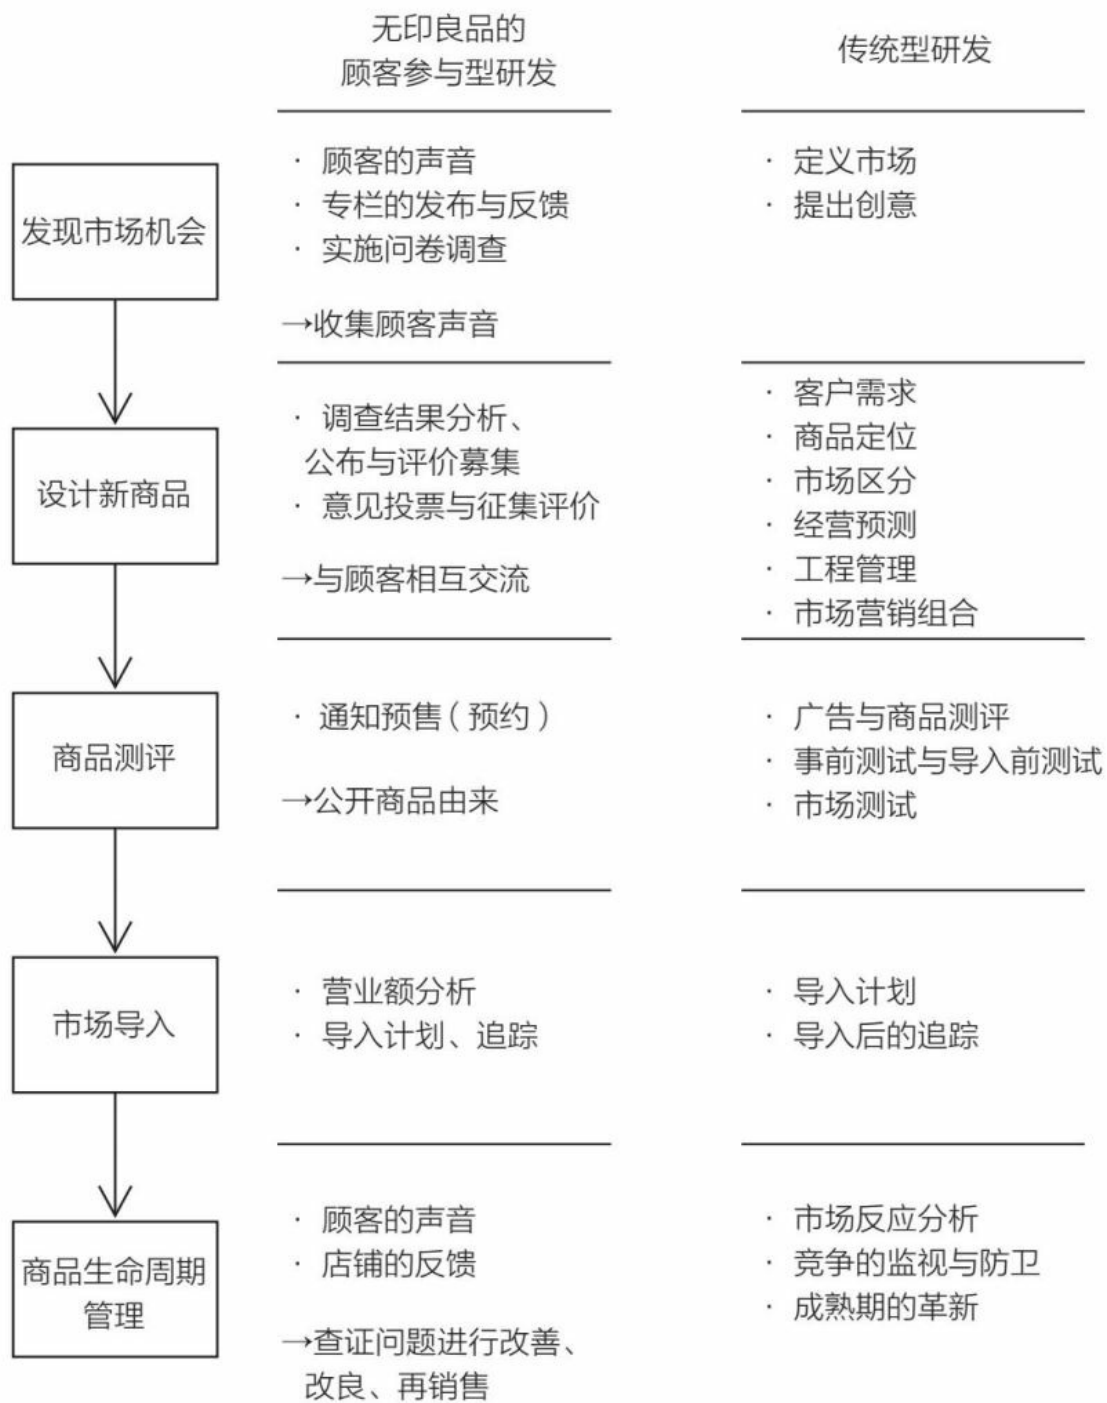 无印良品的
顾客参与型研发
传统型研发
发现市场机会
· 顾客的声音
· 专栏的发布与反馈
· 实施问卷调查
→收集顾客声音
· 定义市场
· 提出创意
设计新商品
· 调查结果分析、
公布与评价募集
· 意见投票与征集评价
→与顾客相互交流
· 客户需求
· 商品定位
· 市场区分
· 经营预测
· 工程管理
· 市场营销组合
商品测评
· 通知预售（预约）
→公开商品由来
· 广告与商品测评
· 事前测试与导入前测试
· 市场测试
市场导入
· 营业额分析
· 导入计划、追踪
· 导入计划
· 导入后的追踪
商品生命周期
管理
· 顾客的声音
· 店铺的反馈
→查证问题进行改善、
改良、再销售
· 市场反应分析
· 竞争的监视与防卫
· 成熟期的革新